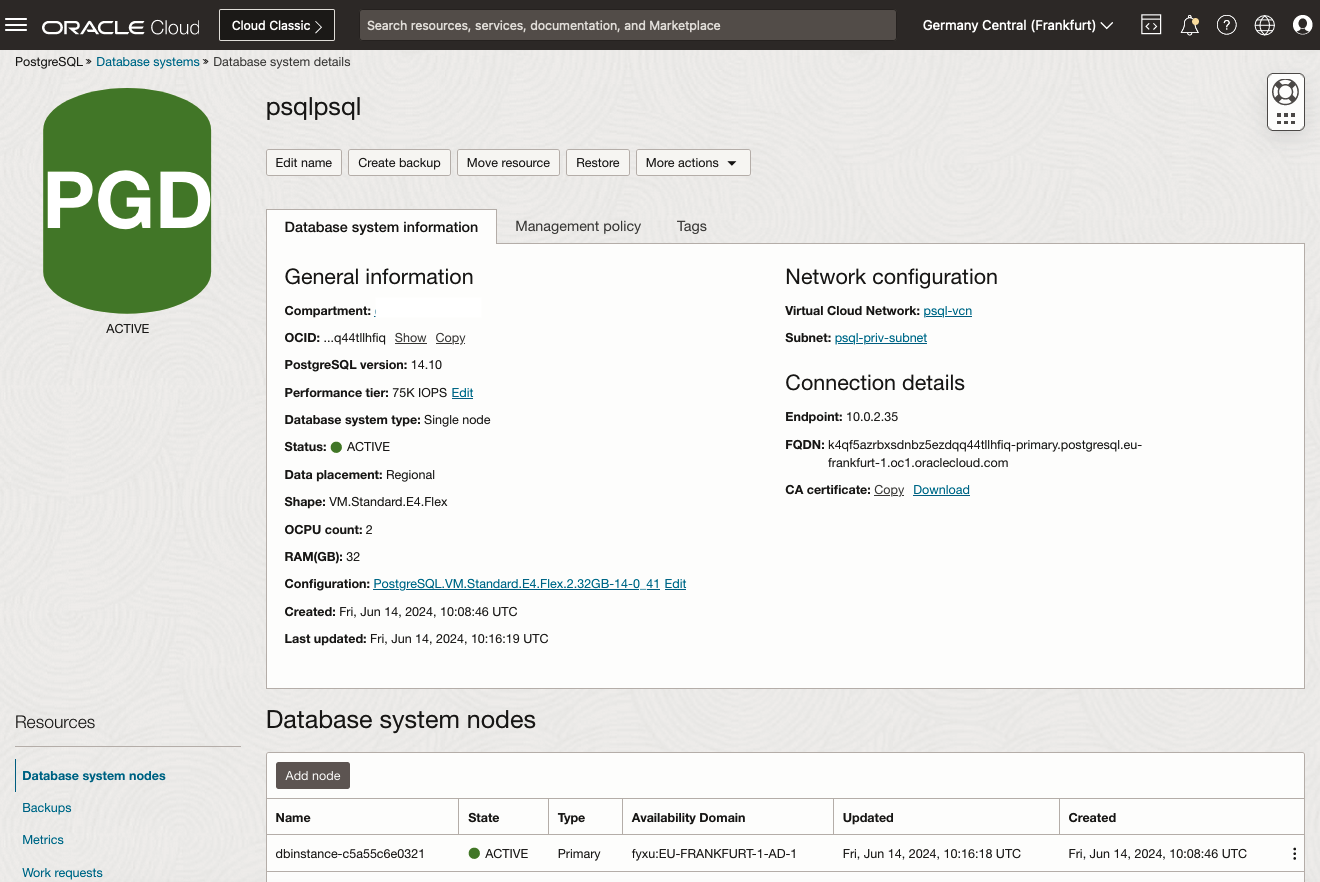 ORACLE Cloud
Cloud Classic
Search resources, services, documentation, and Marketplace
Germany Central (Frankfurt)
PostgreSQL » Database systems » Database system details
PGD
ACTIVE
psqlpsql
Edit name
Create backup
Move resource
Restore
More actions
Database system information
Management policy
Tags
General information
Compartment:
OCID: ...q44tllhfiq Show Copy
PostgreSQL version: 14.10
Performance tier: 75K IOPS Edit
Database system type: Single node
Status: ACTIVE
Data placement: Regional
Shape: VM.Standard.E4.Flex
OCPU count: 2
RAM(GB): 32
Configuration: PostgreSQL.VM.Standard.E4.Flex.2.32GB-14-0_41 Edit
Created: Fri, Jun 14, 2024, 10:08:46 UTC
Last updated: Fri, Jun 14, 2024, 10:16:19 UTC
Network configuration
Virtual Cloud Network: psql-vcn
Subnet: psql-priv-subnet
Connection details
Endpoint: 10.0.2.35
FQDN: k4qf5azrbxsdnbz5ezdqq44tllhfiq-primary.postgresql.eu-
frankfurt-1.oc1.oraclecloud.com
CA certificate: Copy Download
Resources
Database system nodes
Backups
Metrics
Work requests
Database system nodes
Add node
Name State Type Availability Domain Updated Created
dbinstance-c5a55c6e0321 ACTIVE Primary fyxu:EU-FRANKFURT-1-AD-1 Fri, Jun 14, 2024, 10:16:18 UTC Fri, Jun 14, 2024, 10:08:46 UTC